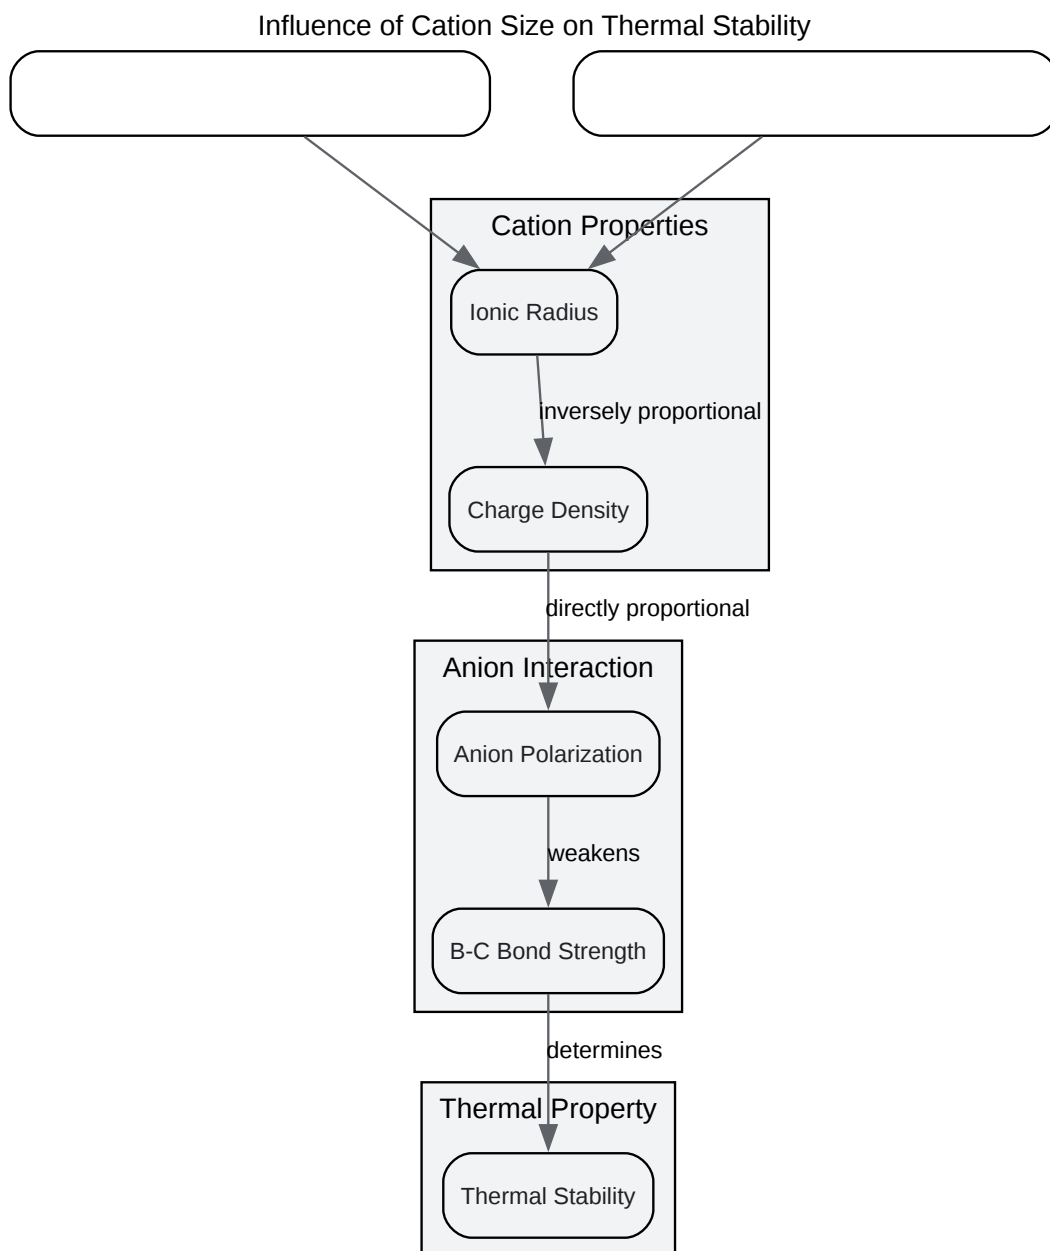 Influence of Cation Size on Thermal Stability
Cation Properties
Ionic Radius
inversely proportional
Charge Density
directly proportional
Anion Interaction
Anion Polarization
weakens
B-C Bond Strength
determines
Thermal Property
Thermal Stability